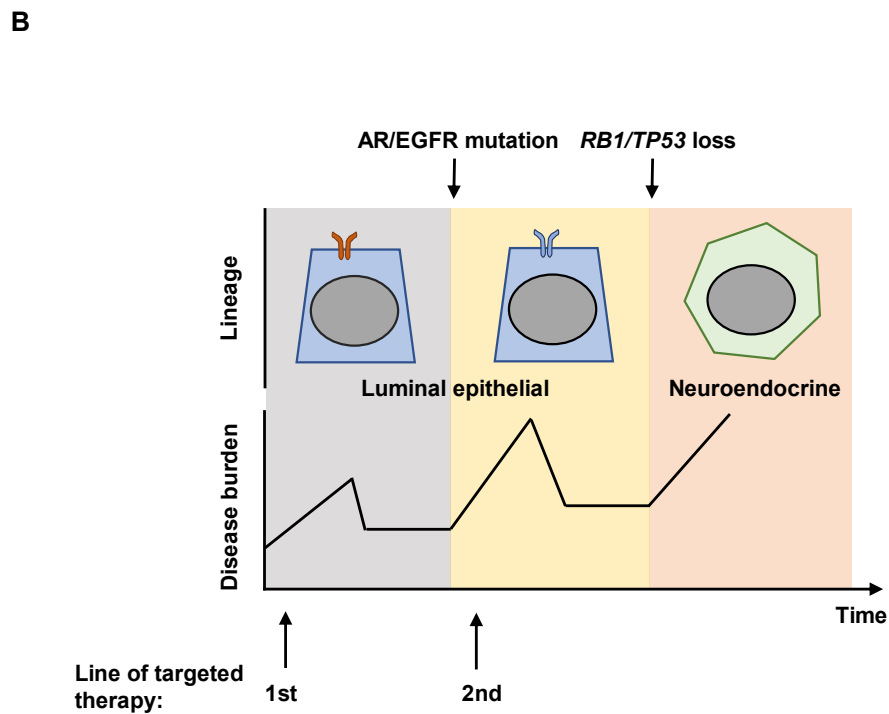 B
AR/EGFR mutation
RB1/TP53 loss
Lineage
Luminal epithelial
Neuroendocrine
Disease burden
Time
Line of targeted
therapy:
1st
2nd